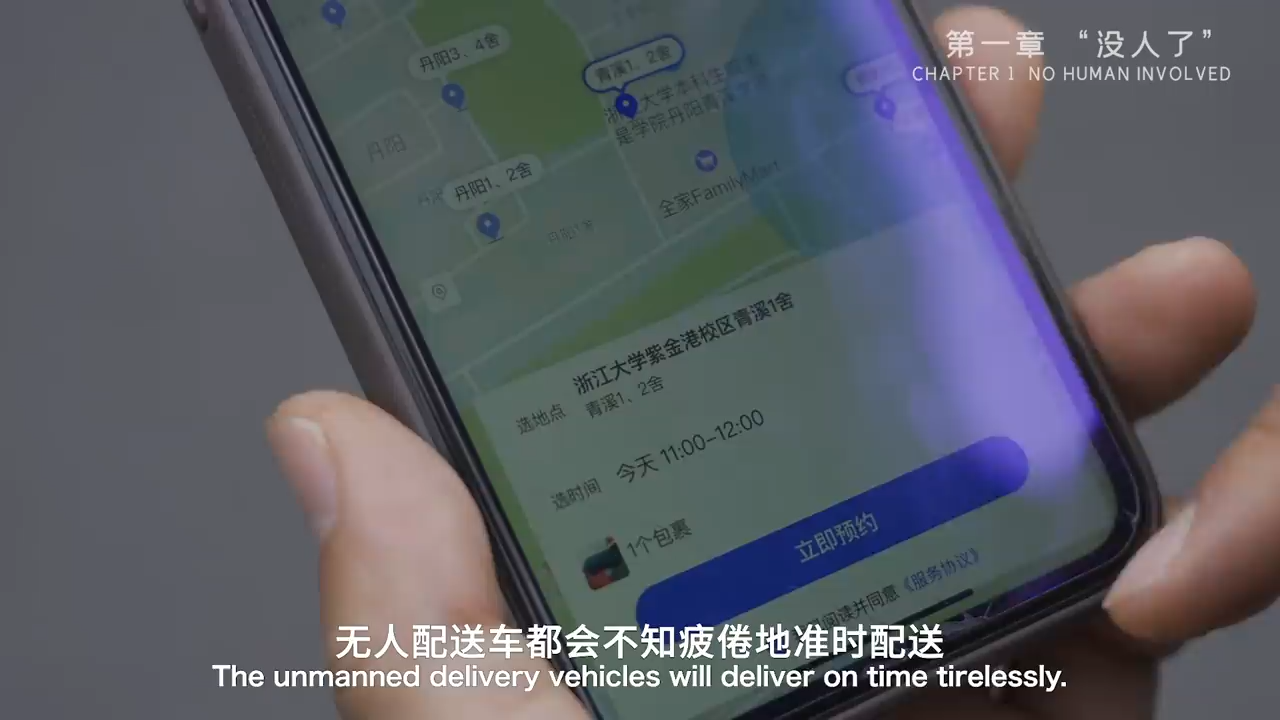 第一章 “没人了”
CHAPTER 1 NO HUMAN INVOLVED
丹阳3、4舍
青溪1、2舍
丹阳
丹阳1、2舍
全家FamilyMart
浙江大学紫金港校区青溪1舍
选地点 青溪1、2舍
选时间 今天 11:00-12:00
1个包裹
立即预约
阅读并同意《服务协议》
无人配送车都会不知疲倦地准时配送
The unmanned delivery vehicles will deliver on time tirelessly.